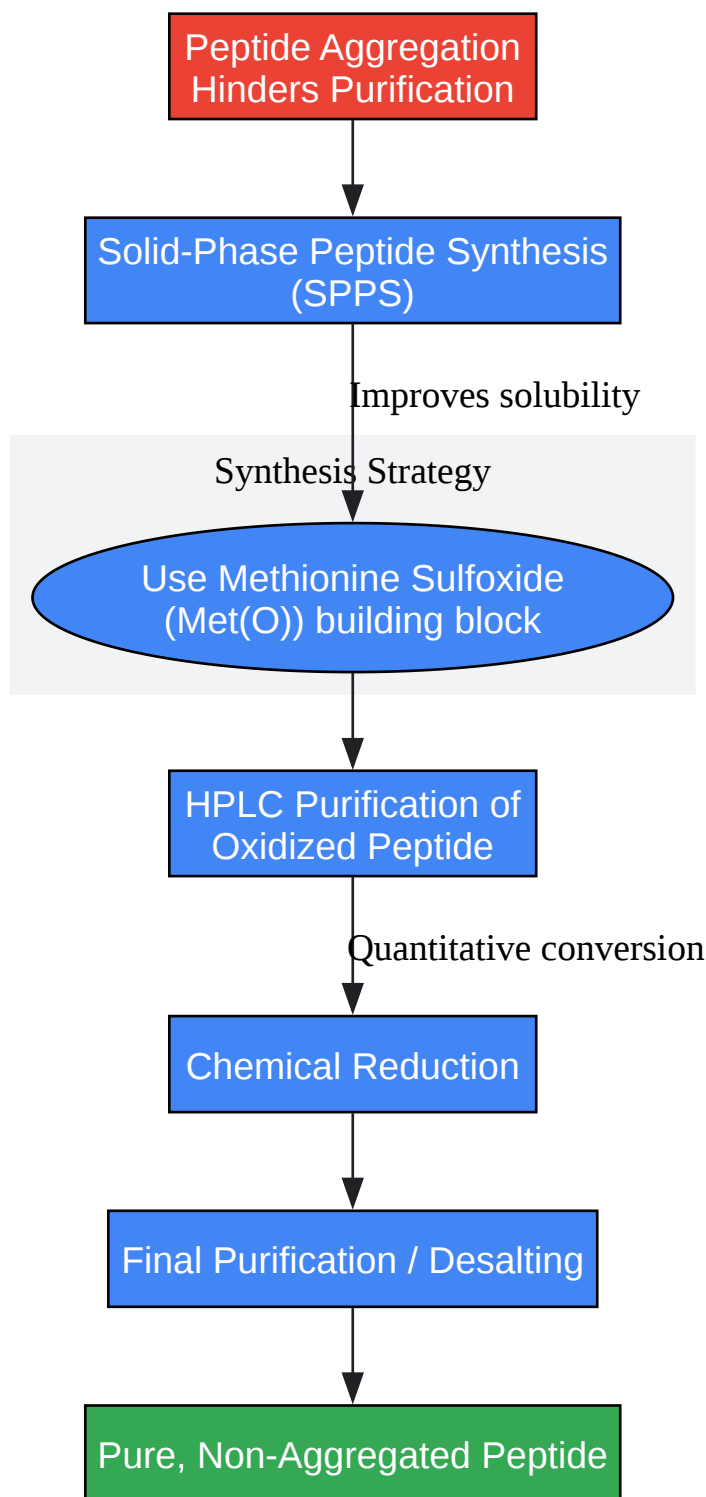 Peptide Aggregation
Hinders Purification
Solid-Phase Peptide Synthesis
(SPPS)
Improves solubility
Synthesis Strategy
Use Methionine Sulfoxide
(Met(O)) building block
HPLC Purification of
Oxidized Peptide
Quantitative conversion
Chemical Reduction
Final Purification / Desalting
Pure, Non-Aggregated Peptide